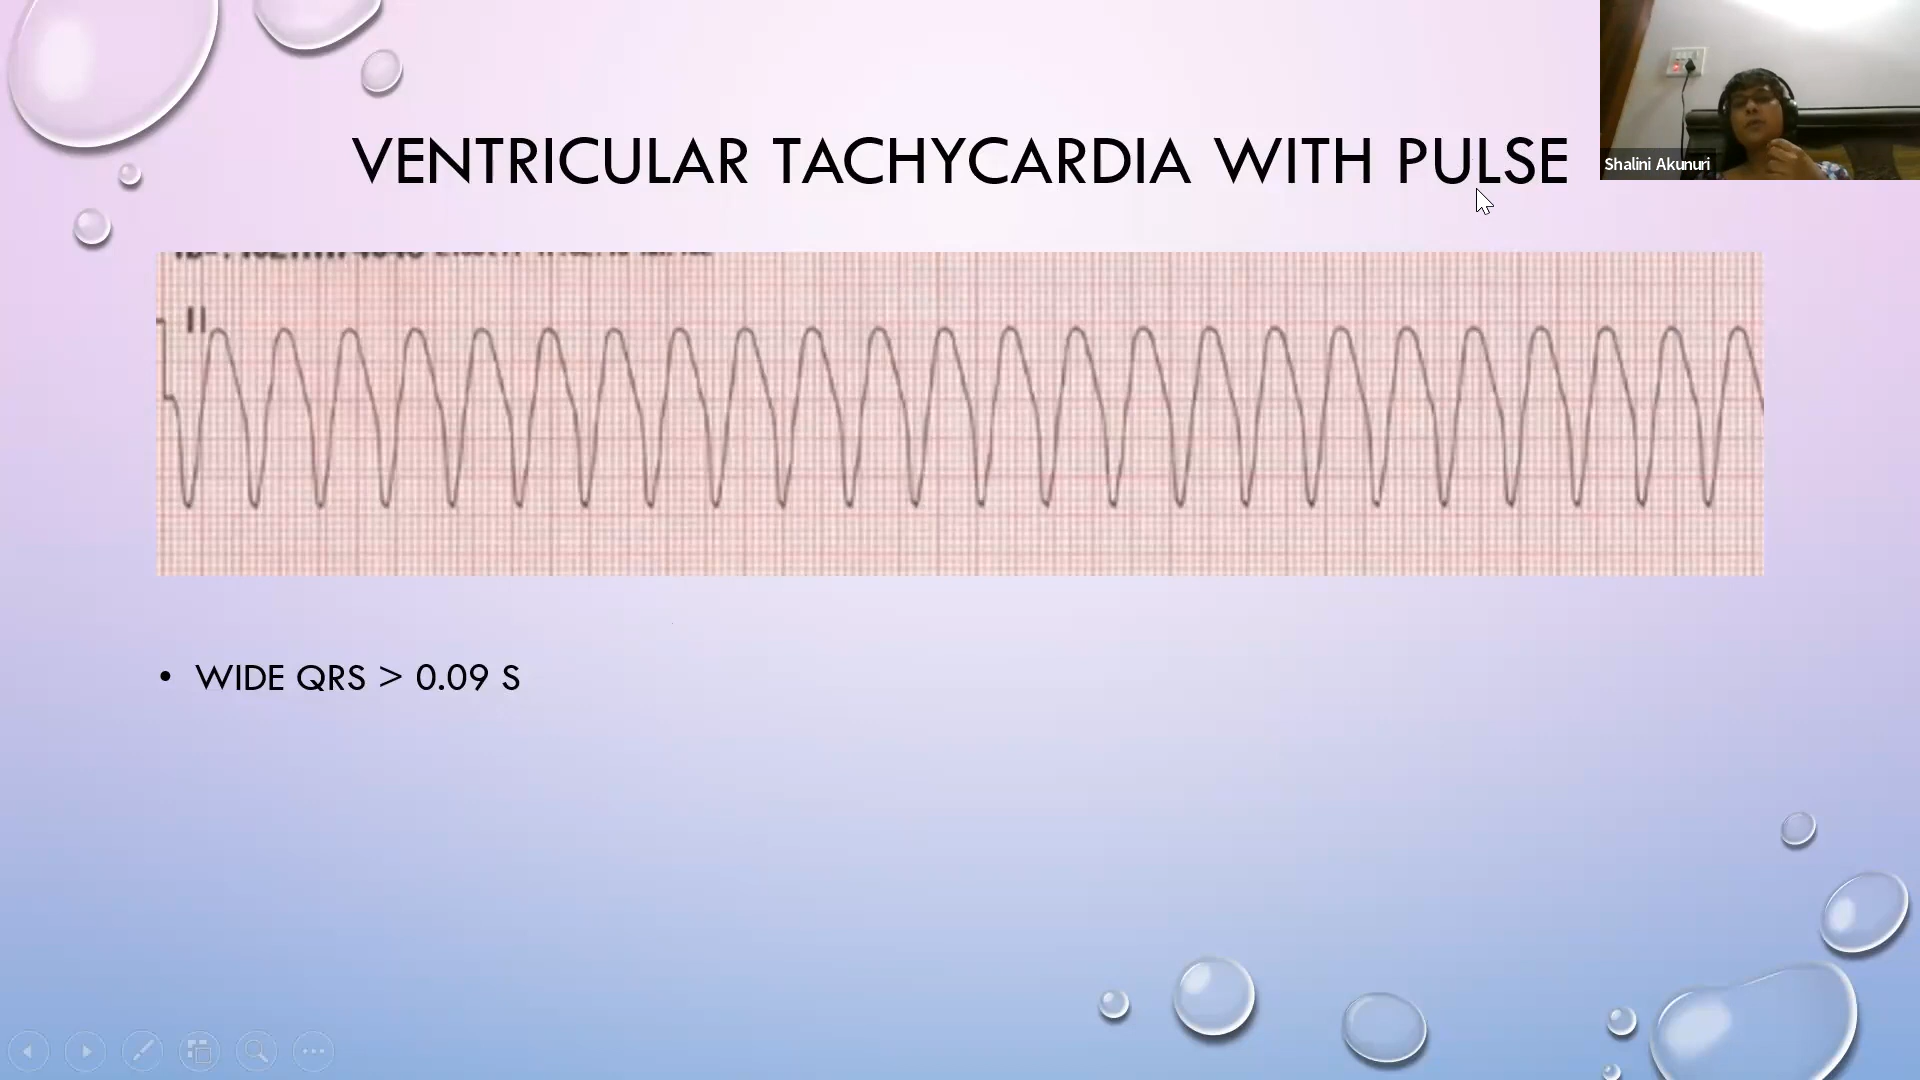 VENTRICULAR TACHYCARDIA WITH PULSE
Shalini Akunuri
II
• WIDE QRS > 0.09 S